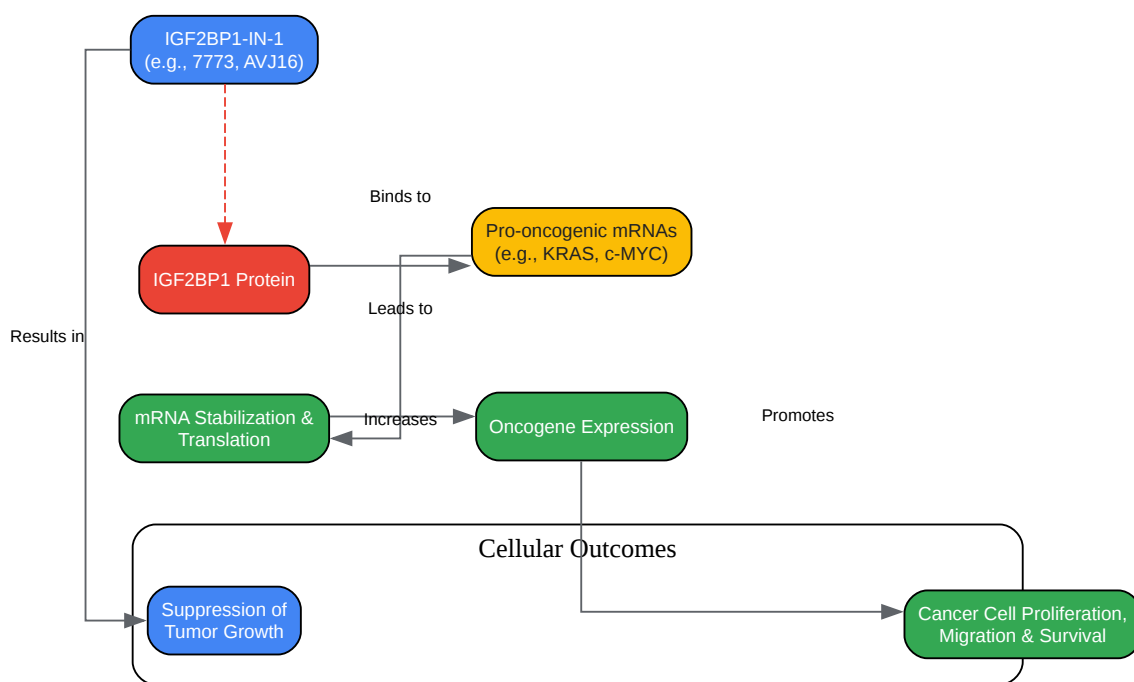 IGF2BP1-IN-1
(e.g., 7773, AVJ16)
Binds to
Pro-oncogenic mRNAs
(e.g., KRAS, c-MYC)
IGF2BP1 Protein
Leads to
Results in
mRNA Stabilization &
Translation
Increases
Oncogene Expression
Promotes
Cellular Outcomes
Suppression of
Tumor Growth
Cancer Cell Proliferation,
Migration & Survival